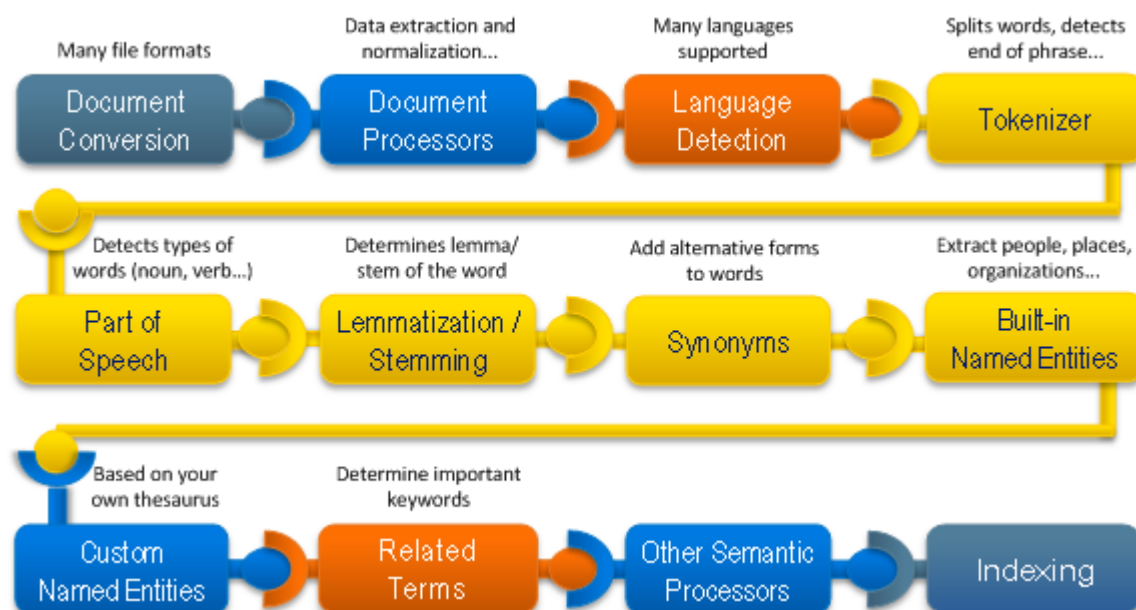 Many file formats
Data extraction and
normalization...
Many languages
supported
Splits words, detects
end of phrase...
Document
Conversion
Document
Processors
Language
Detection
Tokenizer
Detects types of
words (noun, verb...)
Determines lemma/
stem of the word
Add alternative forms
to words
Extract people, places,
organizations...
Part of
Speech
Lemmatization /
Stemming
Synonyms
Built-in
Named Entities
Based on your
own thesaurus
Determine important
keywords
Custom
Named Entities
Related
Terms
Other Semantic
Processors
Indexing